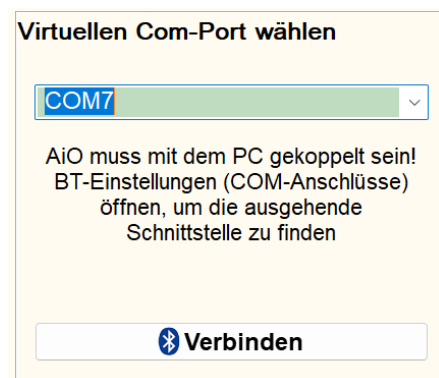 Virtuellen Com-Port wählen
COM7
AiO muss mit dem PC gekoppelt sein!
BT-Einstellungen (COM-Anschlüsse)
öffnen, um die ausgehende
Schnittstelle zu finden
Verbinden